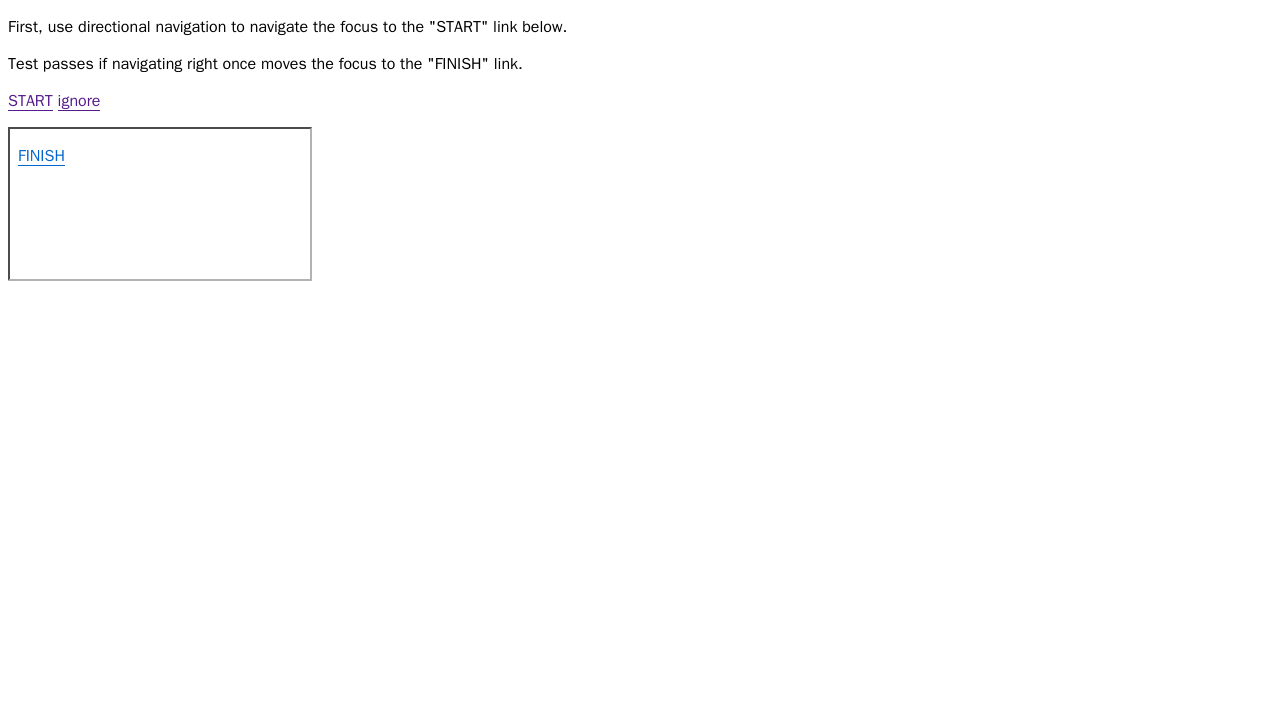 First, use directional navigation to navigate the focus to the "START" link below.
Test passes if navigating right once moves the focus to the "FINISH" link.
START ignore
FINISH